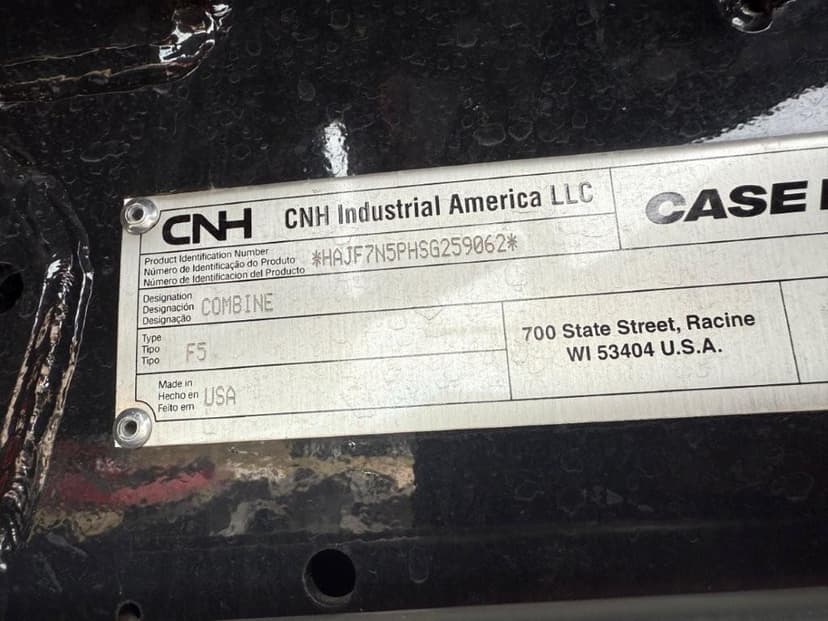 CNH CNH Industrial America LLC
CASE I
Product Identification Number
Número de Identificação do Produto *HAJF7N5PHSG259062*
Número de Identificacion del Producto
Designation
Designación COMBINE
Designação
Type
Tipo F5
Tipo
700 State Street, Racine
WI 53404 U.S.A.
Made in
Hecho en USA
Feito em